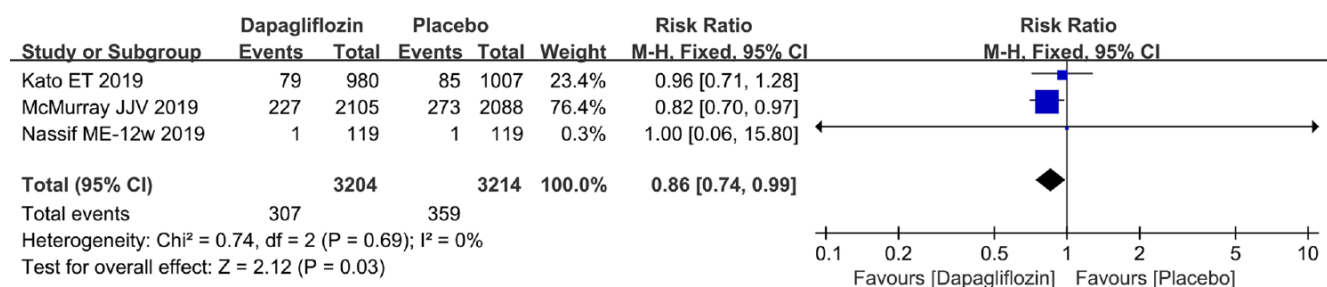 Dapagliflozin Placebo Risk Ratio Risk Ratio
Study or Subgroup Events Total Events Total Weight M-H, Fixed, 95% CI M-H, Fixed, 95% CI
Kato ET 2019 79 980 85 1007 23.4% 0.96 [0.71, 1.28]
McMurray JJV 2019 227 2105 273 2088 76.4% 0.82 [0.70, 0.97]
Nassif ME-12w 2019 1 119 1 119 0.3% 1.00 [0.06, 15.80]
Total (95% CI) 3204 3214 100.0% 0.86 [0.74, 0.99]
Total events 307 359
Heterogeneity: Chi² = 0.74, df = 2 (P = 0.69); I² = 0%
Test for overall effect: Z = 2.12 (P = 0.03)
0.1 0.2 0.5 1 2 5 10
Favours [Dapagliflozin] Favours [Placebo]